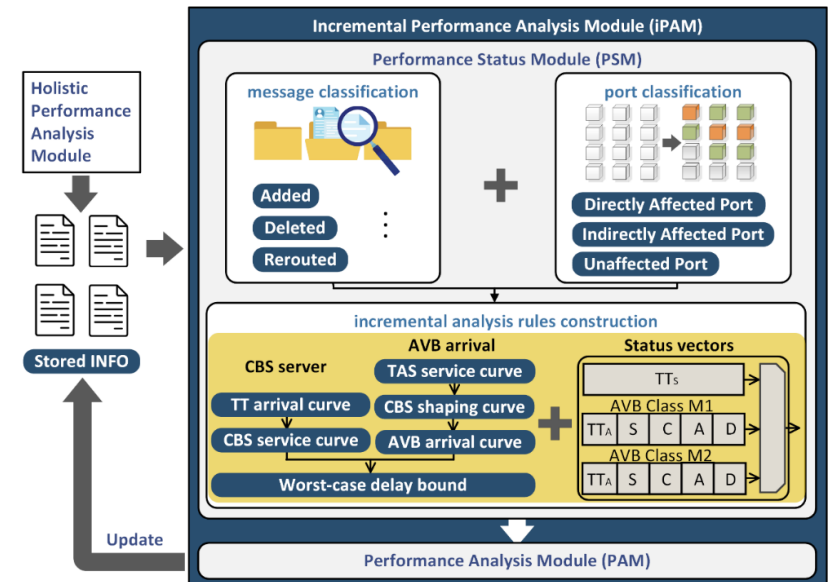 Incremental Performance Analysis Module (iPAM)
Performance Status Module (PSM)
Holistic
Performance
Analysis
Module
message classification
Added
Deleted
Rerouted
port classification
Directly Affected Port
Indirectly Affected Port
Unaffected Port
Stored INFO
incremental analysis rules construction
CBS server
TT arrival curve
CBS service curve
AVB arrival
TAS service curve
CBS shaping curve
AVB arrival curve
Worst-case delay bound
Status vectors
TTS
AVB Class M1
TTA S C A D
AVB Class M2
TTA S C A D
Update
Performance Analysis Module (PAM)